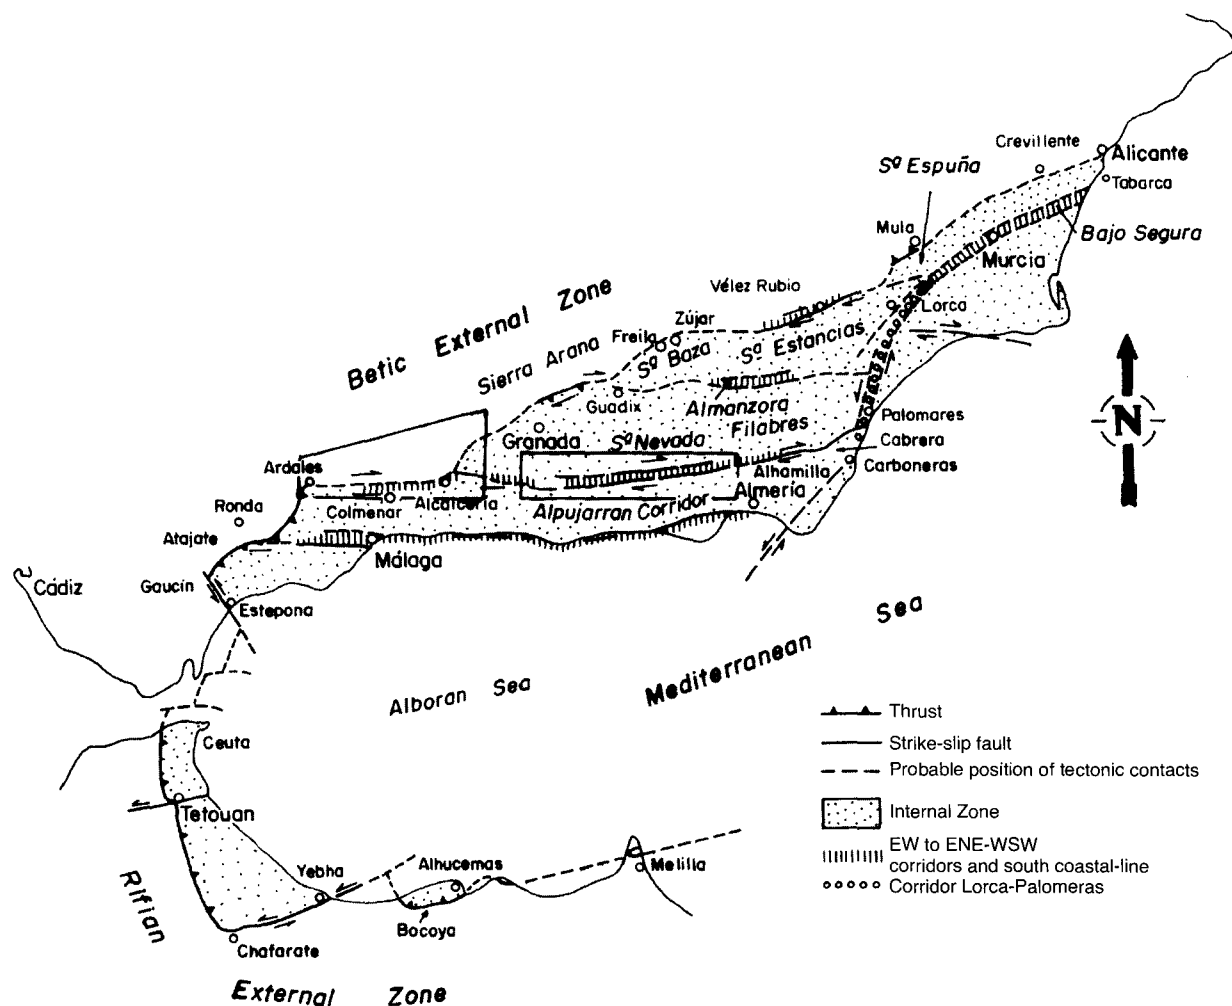 Crevillente
Alicante
Sª Espuña
Tabarca
Mula
Bajo Segura
Murcia
Vélez Rubio
Lorca
Betic External Zone
Zújar
Freila
Sª Baza
Sª Estancias
Sierra Arana
Guadix
Almanzora
Filabres
Palomares
Granada
Sª Nevada
Cabrera
Ardales
Alhamilla
Carboneras
Ronda
Colmenar
Alcaiceria
Alpujarran Corridor
Almería
N
Atajate
Málaga
Cádiz
Gaucín
Estepona
Alboran Sea
Mediterranean Sea
Ceuta
Tetouan
Yebha
Alhucemas
Melilla
Bocoya
Chafarate
Rifian
External Zone
Thrust
Strike-slip fault
Probable position of tectonic contacts
Internal Zone
EW to ENE-WSW
corridors and south coastal-line
Corridor Lorca-Palomeras